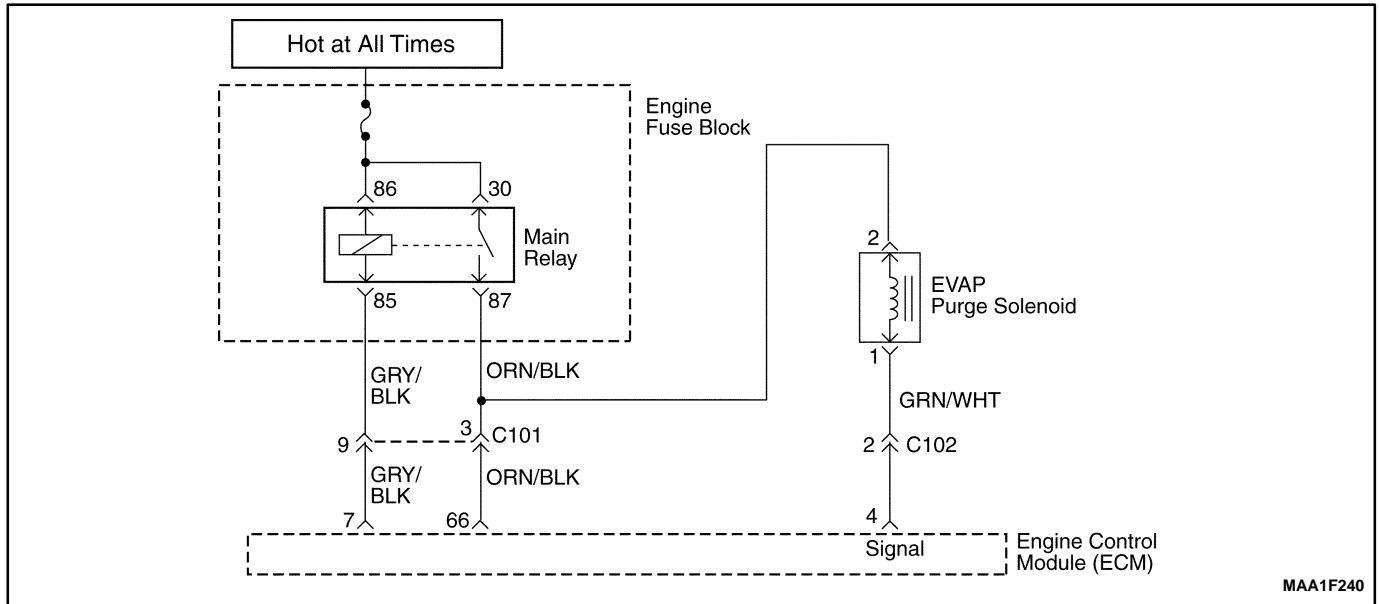 Hot at All Times
Engine
Fuse Block
86
30
Main
Relay
85
87
2
EVAP
Purge Solenoid
1
GRY/
BLK
ORN/BLK
GRN/WHT
9
3
C101
2
C102
GRY/
BLK
ORN/BLK
7
66
4
Signal
Engine Control
Module (ECM)
MAA1F240